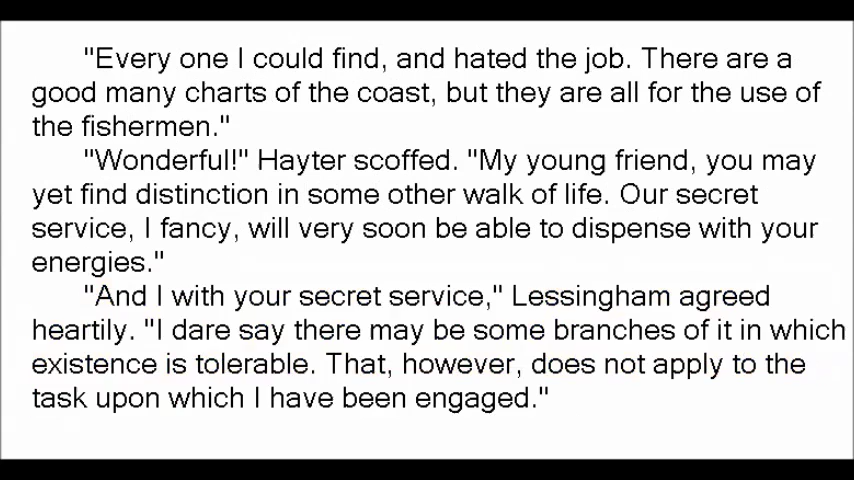 "Every one I could find, and hated the job. There are a
good many charts of the coast, but they are all for the use of
the fishermen."
"Wonderful!" Hayter scoffed. "My young friend, you may
yet find distinction in some other walk of life. Our secret
service, I fancy, will very soon be able to dispense with your
energies."
"And I with your secret service," Lessingham agreed
heartily. "I dare say there may be some branches of it in which
existence is tolerable. That, however, does not apply to the
task upon which I have been engaged."